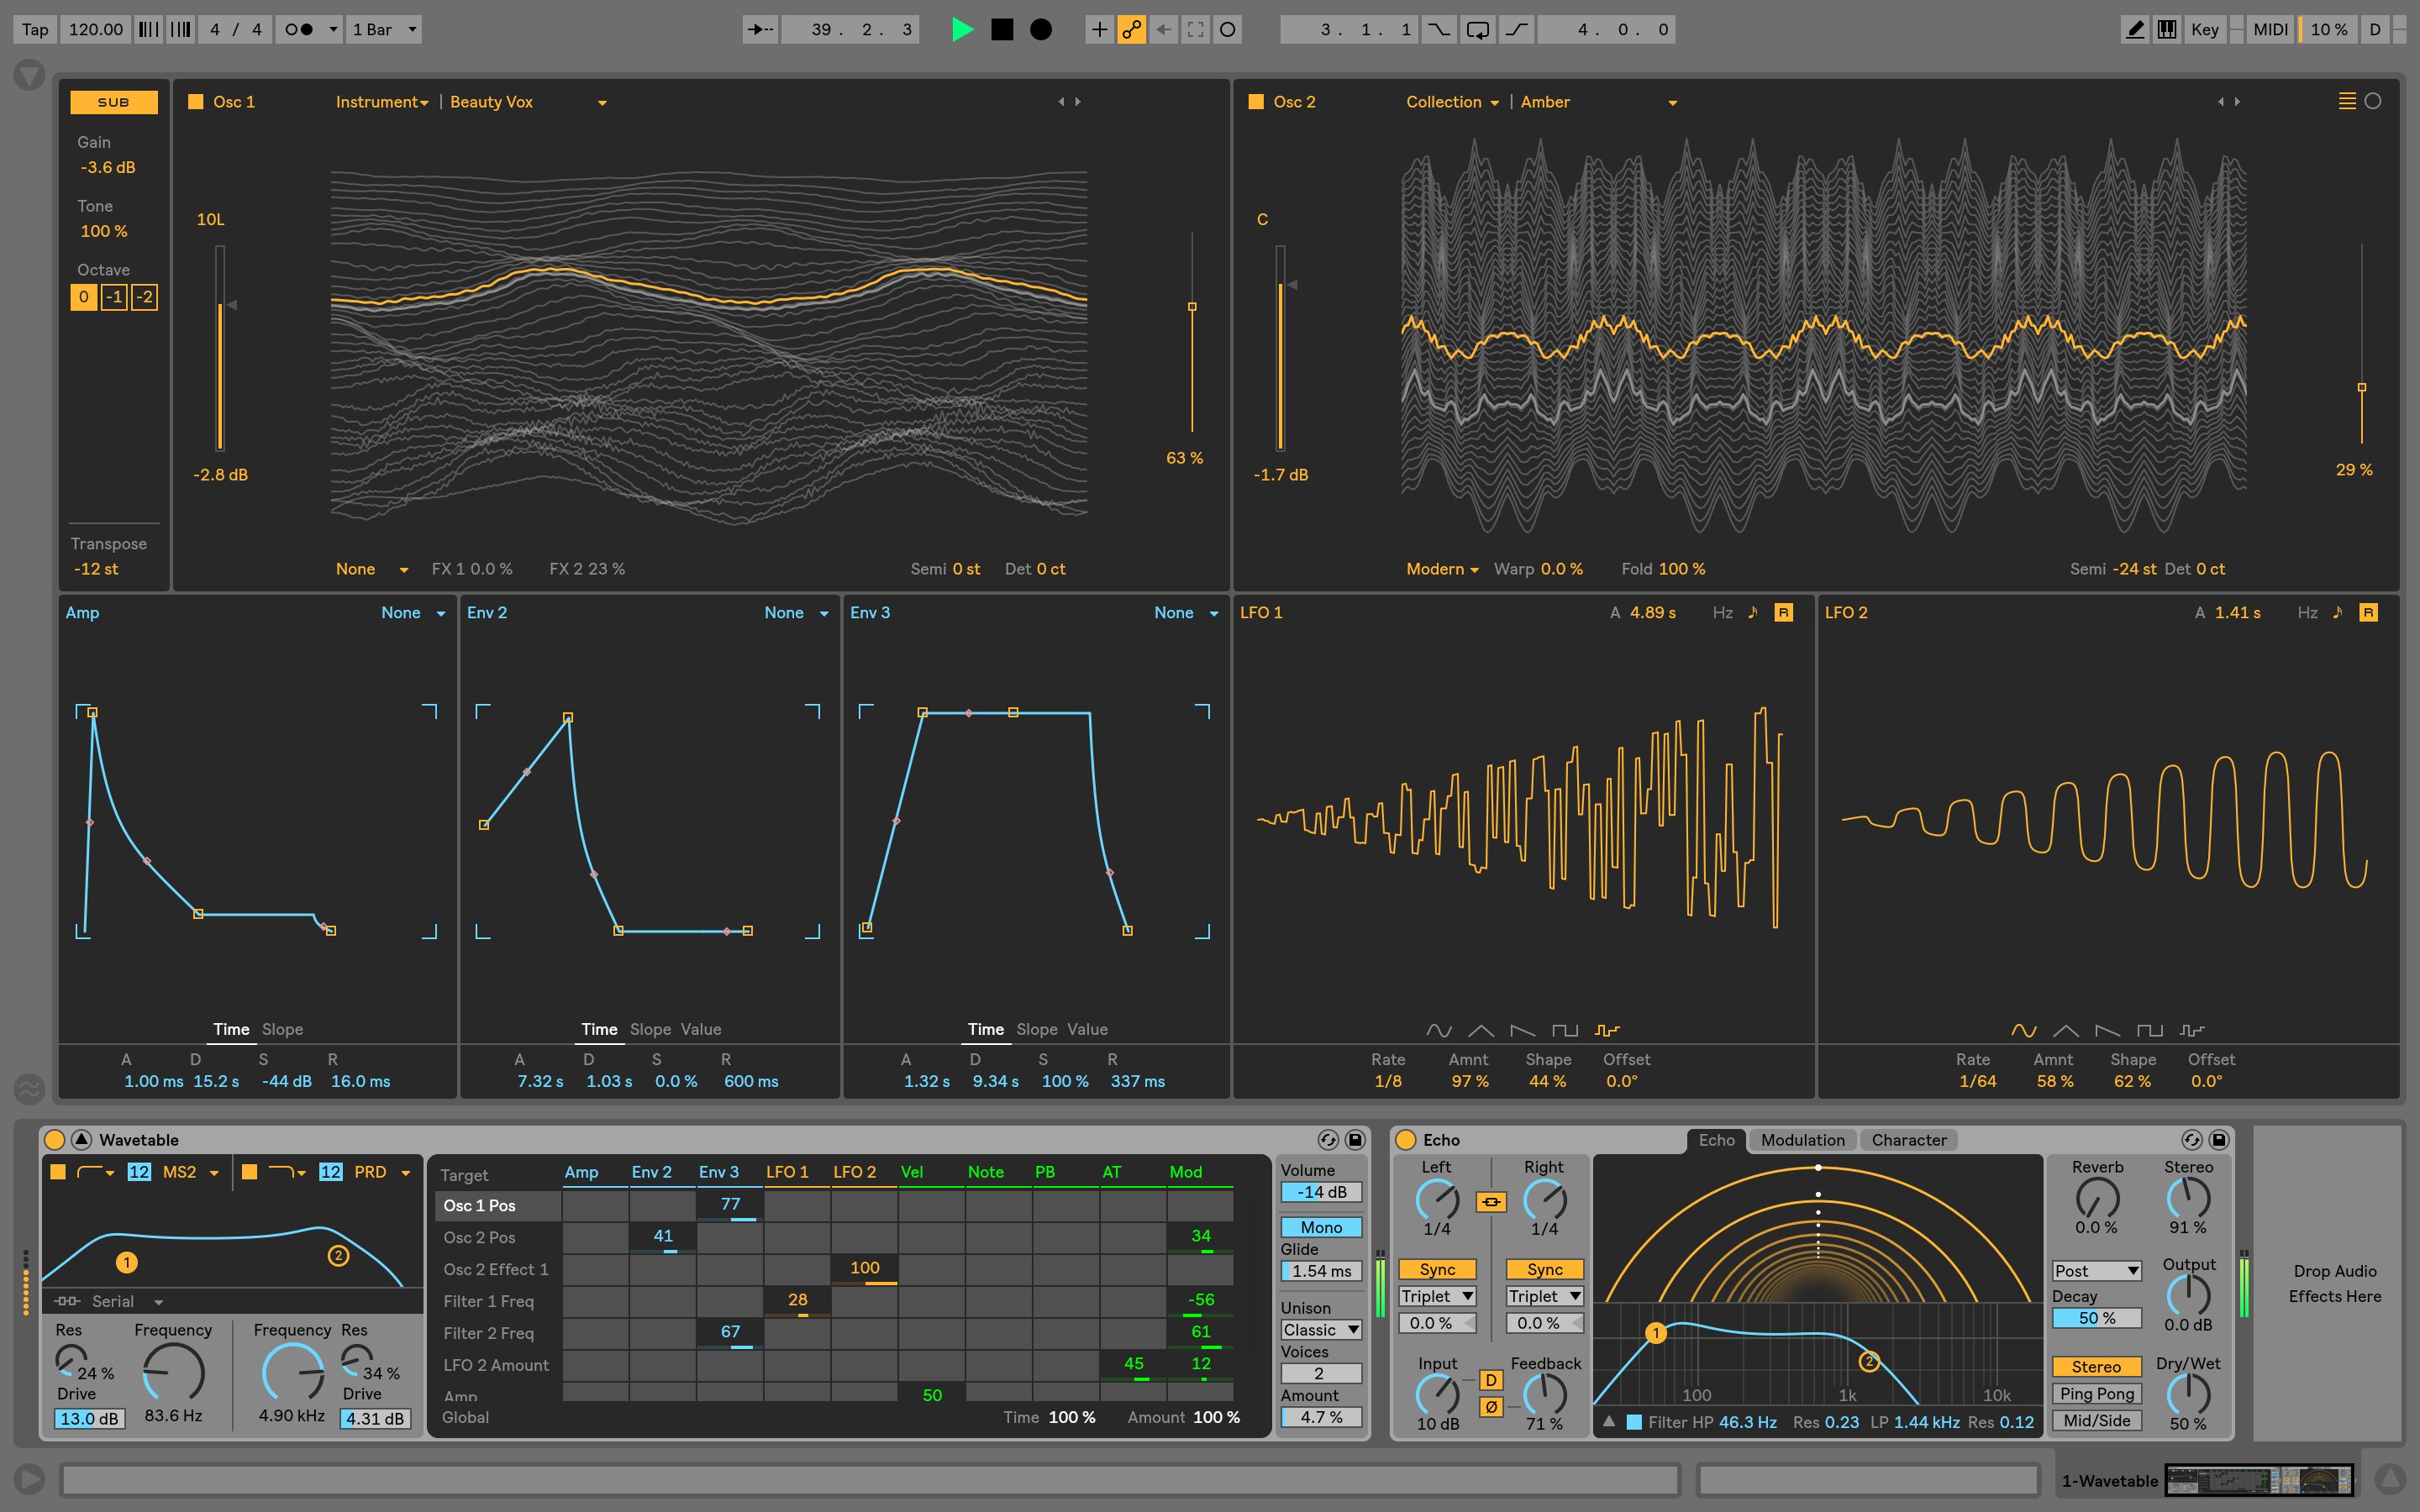 Tap 120.00 4 / 4 1 Bar 39. 2. 3 3. 1. 1 4. 0. 0 Key MIDI 10 % D
SUB
Gain
-3.6 dB
Tone
100 %
Octave
0 -1 -2
Transpose
-12 st
Osc 1 Instrument Beauty Vox
10L
-2.8 dB
63 %
None FX 1 0.0 % FX 2 23 % Semi 0 st Det 0 ct
Osc 2 Collection Amber
C
-1.7 dB
29 %
Modern Warp 0.0 % Fold 100 % Semi -24 st Det 0 ct
Amp None
Time Slope
A D S R
1.00 ms 15.2 s -44 dB 16.0 ms
Env 2 None
Time Slope Value
A D S R
7.32 s 1.03 s 0.0 % 600 ms
Env 3 None
Time Slope Value
A D S R
1.32 s 9.34 s 100 % 337 ms
LFO 1 A 4.89 s Hz R
Rate Amnt Shape Offset
1/8 97 % 44 % 0.0°
LFO 2 A 1.41 s Hz R
Rate Amnt Shape Offset
1/64 58 % 62 % 0.0°
Wavetable
12 MS2 12 PRD
1 2
Serial
Res Frequency Frequency Res
24 % 34 %
Drive Drive
13.0 dB 83.6 Hz 4.90 kHz 4.31 dB
Target Amp Env 2 Env 3 LFO 1 LFO 2 Vel Note PB AT Mod
Osc 1 Pos 77
Osc 2 Pos 41 34
Osc 2 Effect 1 100
Filter 1 Freq 28 -56
Filter 2 Freq 67 61
LFO 2 Amount 45 12
Amp 50
Global Time 100 % Amount 100 %
Volume
-14 dB
Mono
Glide
1.54 ms
Unison
Classic
Voices
2
Amount
4.7 %
Echo Echo Modulation Character
Left Right
1/4 1/4
Sync Sync
Triplet Triplet
0.0 % 0.0 %
Input D Feedback
Ø
10 dB 71 %
1 2
100 1k 10k
Filter HP 46.3 Hz Res 0.23 LP 1.44 kHz Res 0.12
Reverb Stereo
0.0 % 91 %
Post Output
Decay
50 % 0.0 dB
Stereo Dry/Wet
Ping Pong
Mid/Side 50 %
Drop Audio
Effects Here
1-Wavetable